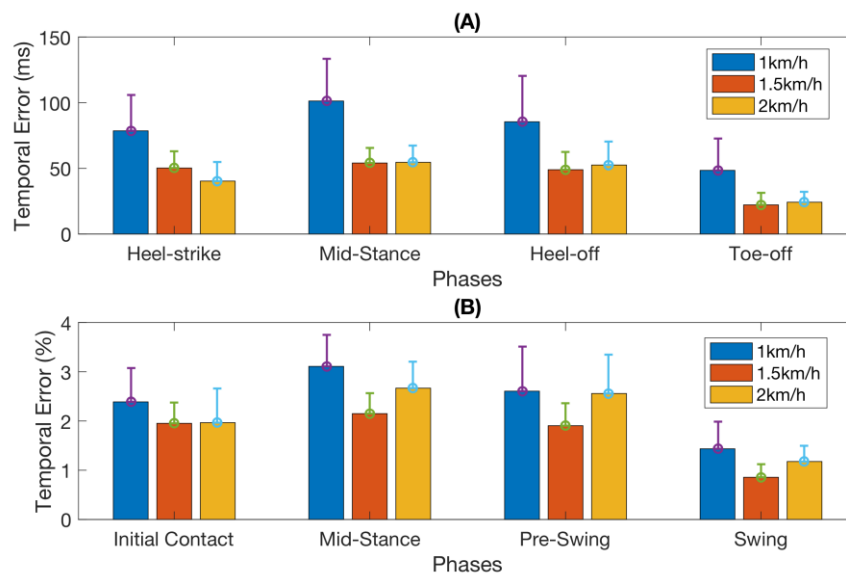 (A)
Temporal Error (ms)
150
100
50
0
1km/h
1.5km/h
2km/h
Heel-strike Mid-Stance Heel-off Toe-off
Phases
(B)
Temporal Error (%)
4
3
2
1
0
1km/h
1.5km/h
2km/h
Initial Contact Mid-Stance Pre-Swing Swing
Phases